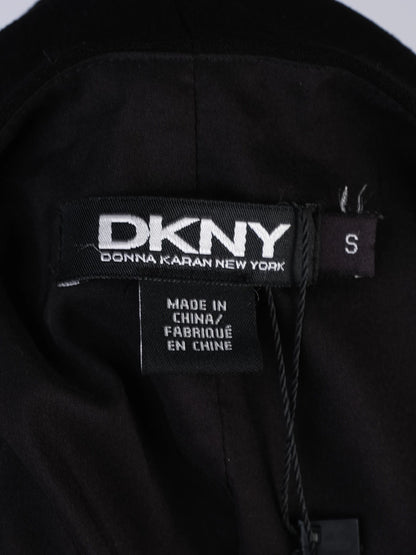 DKNY
DONNA KARAN NEW YORK
S
MADE IN
CHINA/
FABRIQUÉ
EN CHINE